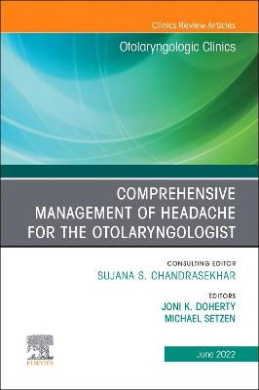 Clinics Review Articles
Otolaryngologic Clinics
COMPREHENSIVE
MANAGEMENT OF HEADACHE
FOR THE OTOLARYNGOLOGIST
CONSULTING EDITOR
SUJANA S. CHANDRASEKHAR
EDITORS
JONI K. DOHERTY
MICHAEL SETZEN
ELSEVIER
June 2022